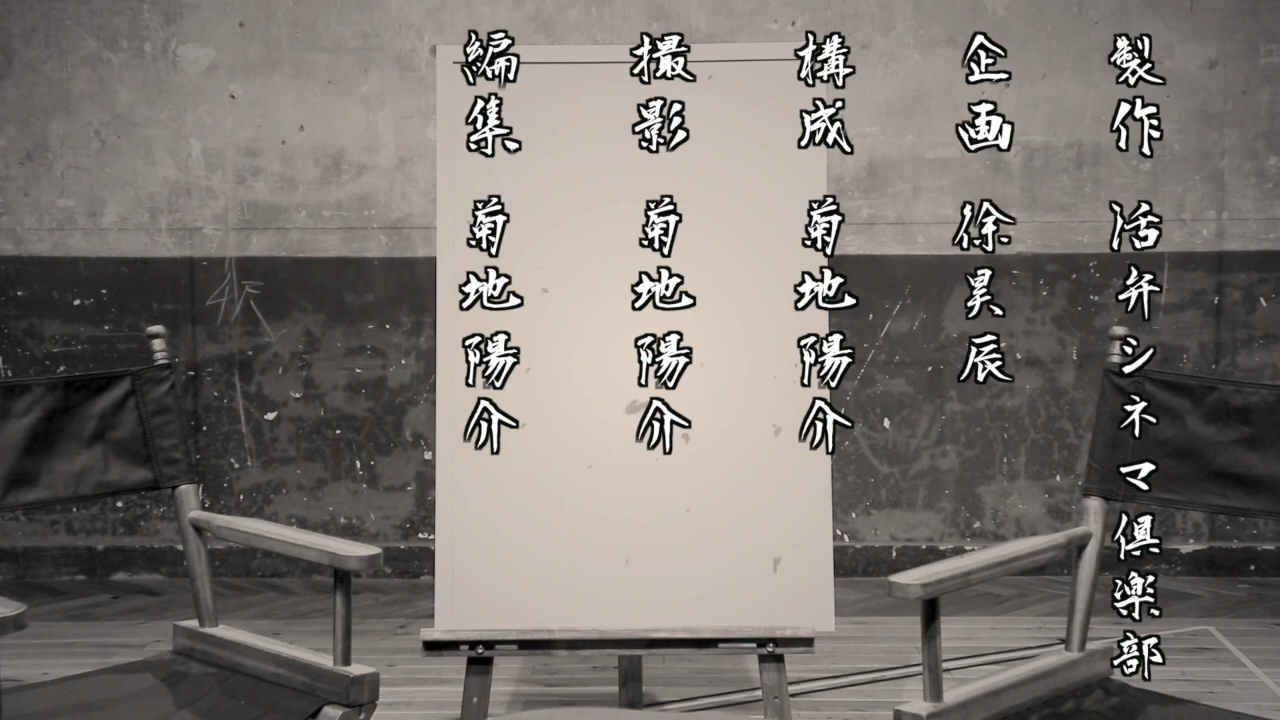 製作 活弁シネマ倶楽部
企画 徐昊辰
構成 菊地陽介
撮影 菊地陽介
編集 菊地陽介